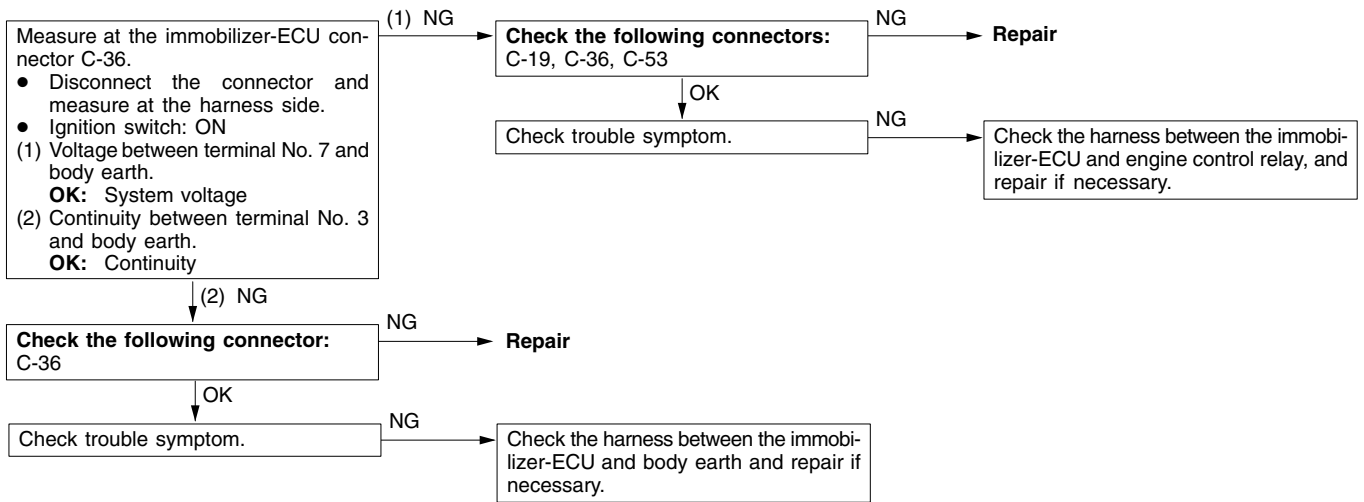 Measure at the immobilizer-ECU con-
nector C-36.
● Disconnect the connector and
measure at the harness side.
● Ignition switch: ON
(1) Voltage between terminal No. 7 and
body earth.
OK: System voltage
(2) Continuity between terminal No. 3
and body earth.
OK: Continuity
(1) NG
Check the following connectors:
C-19, C-36, C-53
NG
Repair
OK
Check trouble symptom.
NG
Check the harness between the immobi-
lizer-ECU and engine control relay, and
repair if necessary.
(2) NG
Check the following connector:
C-36
NG
Repair
OK
Check trouble symptom.
NG
Check the harness between the immobi-
lizer-ECU and body earth and repair if
necessary.